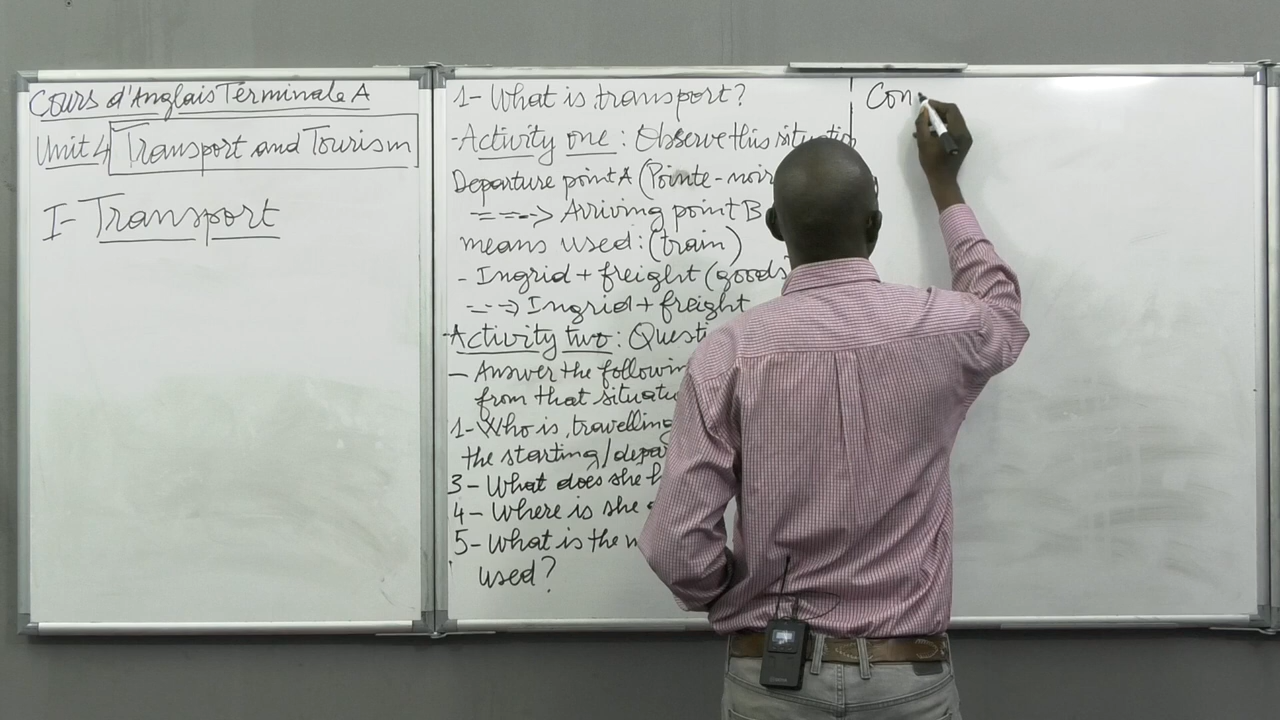 Cours d'Anglais Terminale A
Unit 4 Transport and Tourism
I- Transport
1- What is transport?
-Activity one: Observe this situation
Departure point A (Pointe-noir
= = = => Arriving point B
means used: (train)
- Ingrid + freight (goods
- - => Ingrid + freight
Activity two: Questi
- Answer the followin
from that situati
1- Who is travelling
the starting/depar
3- What does she h
4- Where is she
5- What is the m
used?
Con